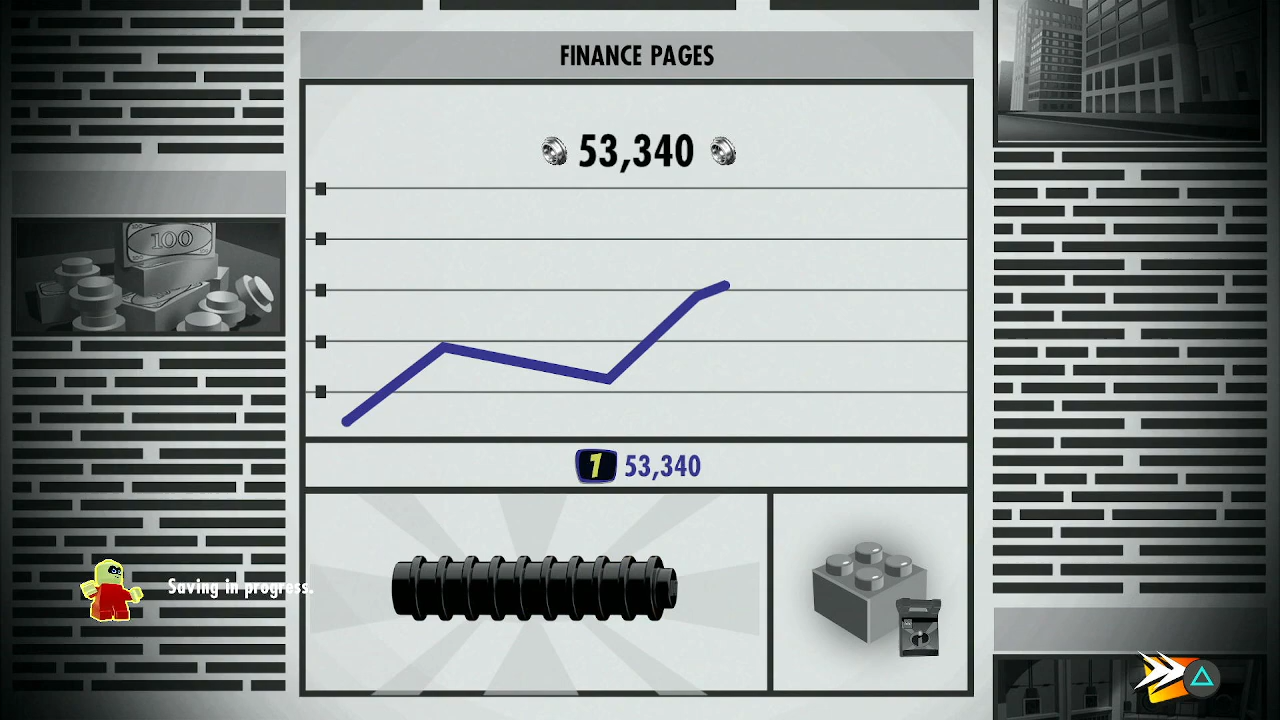 FINANCE PAGES
53,340
100
1 53,340
Saving in progress.